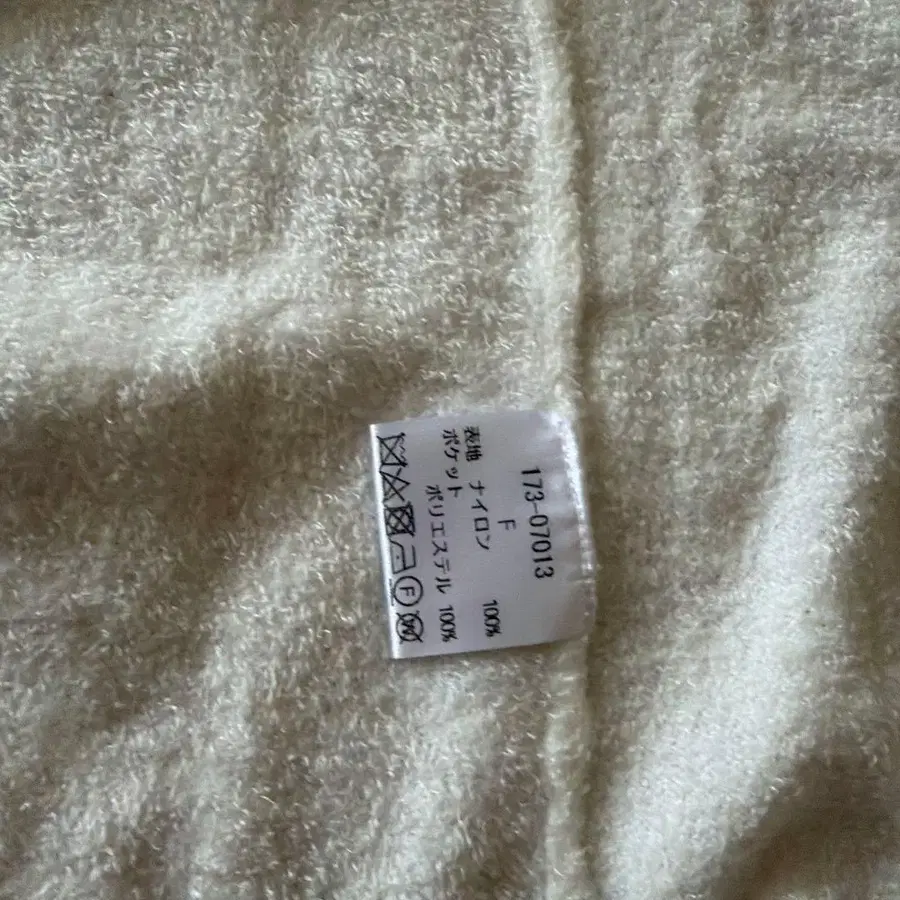 173-07013
F
表地 ナイロン 100%
ポケット
ポリエステル 100%
F W